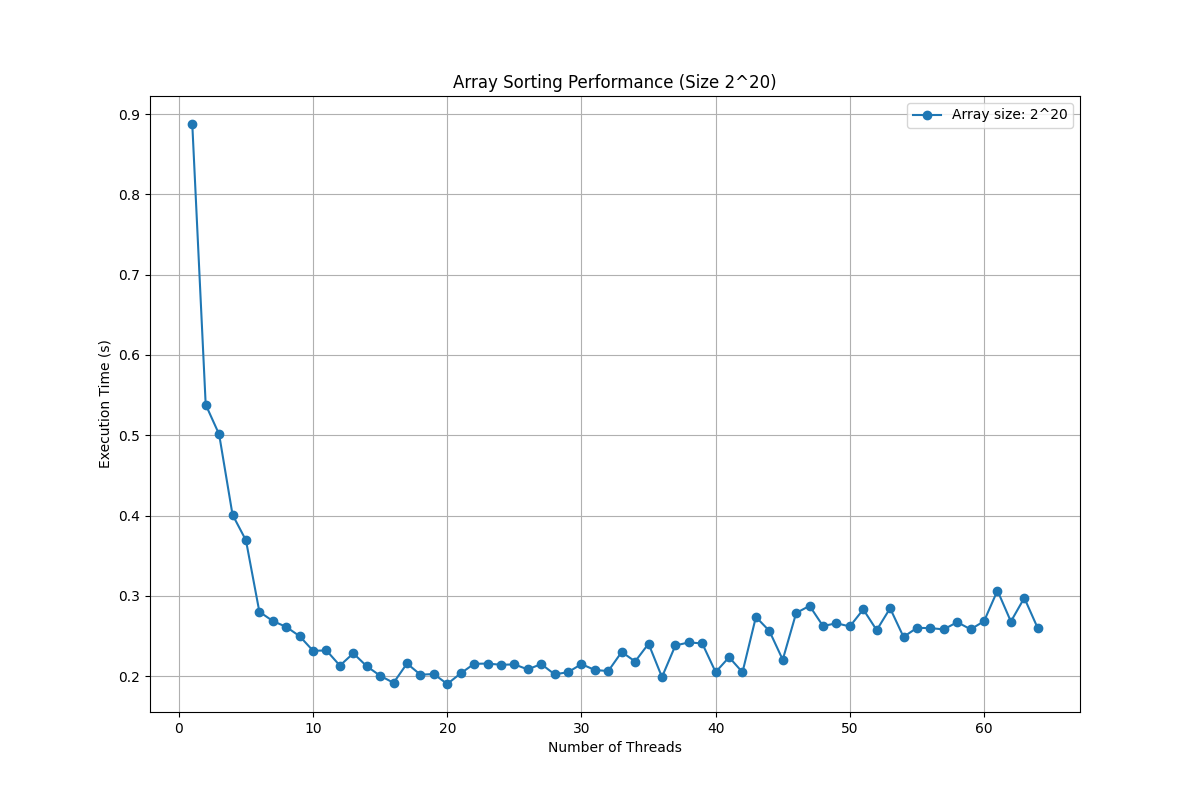 Array Sorting Performance (Size 2^20)
Array size: 2^20
0.9
0.8
0.7
0.6
0.5
0.4
0.3
0.2
Execution Time (s)
0 10 20 30 40 50 60
Number of Threads